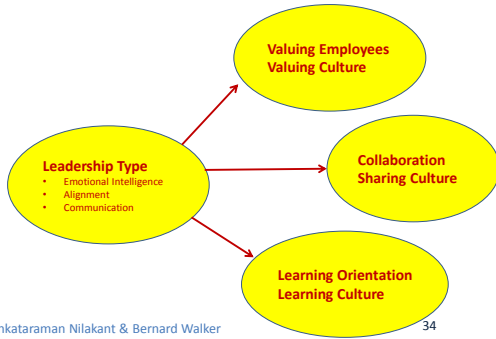 Valuing Employees
Valuing Culture
Leadership Type
• Emotional Intelligence
• Alignment
• Communication
Collaboration
Sharing Culture
Learning Orientation
Learning Culture
nkataraman Nilakant & Bernard Walker
34